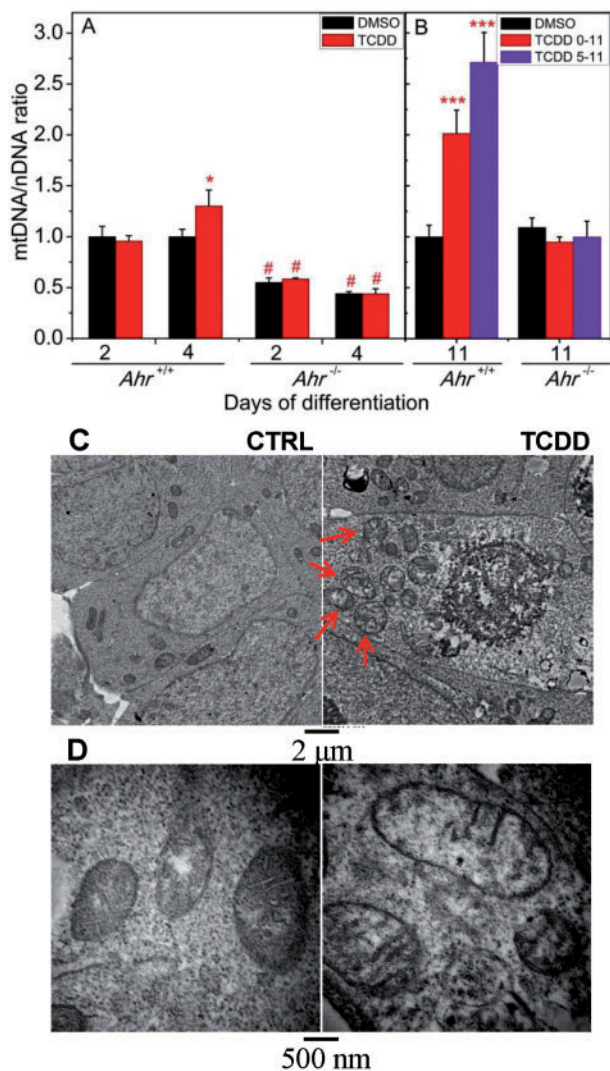 A
DMSO
TCDD
B
DMSO
TCDD 0-11
TCDD 5-11
mtDNA/nDNA ratio
3.0
2.5
2.0
1.5
1.0
0.5
0.0
*
***
***
# # # #
2 4 2 4 11 11
Ahr +/+ Ahr -/- Ahr +/+ Ahr -/-
Days of differentiation
C CTRL TCDD
2 µm
D
500 nm